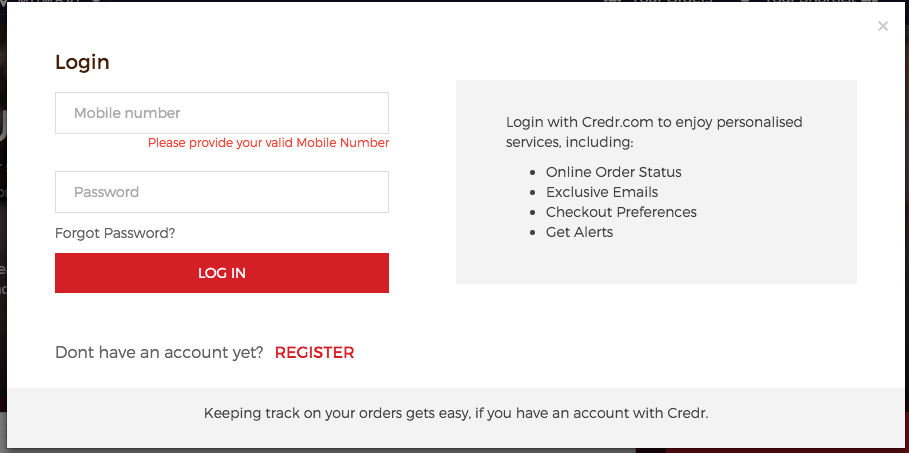 Your Orders
×
Login
Mobile number
Please provide your valid Mobile Number
Password
Forgot Password?
LOG IN
Dont have an account yet? REGISTER
Login with Credr.com to enjoy personalised
services, including:
• Online Order Status
• Exclusive Emails
• Checkout Preferences
• Get Alerts
Keeping track on your orders gets easy, if you have an account with Credr.